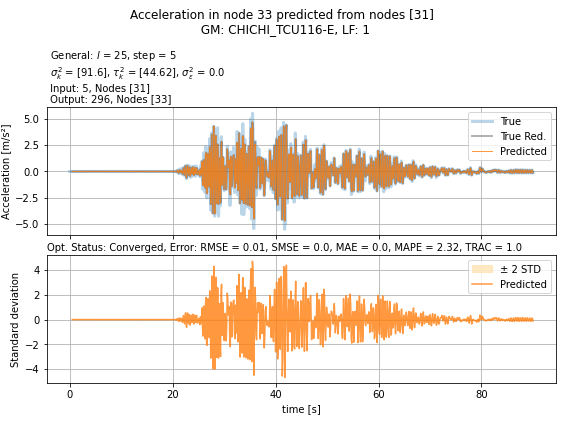 Acceleration in node 33 predicted from nodes [31]
GM: CHICHI_TCU116-E, LF: 1
General: l = 25, step = 5
σ²ₖ = [91.6], τ²ₖ = [44.62], σ²ε = 0.0
Input: 5, Nodes [31]
Output: 296, Nodes [33]
Acceleration [m/s²]
5.0
2.5
0.0
−2.5
−5.0
True
True Red.
Predicted
Opt. Status: Converged, Error: RMSE = 0.01, SMSE = 0.0, MAE = 0.0, MAPE = 2.32, TRAC = 1.0
Standard deviation
4
2
0
−2
−4
± 2 STD
Predicted
0 20 40 60 80
time [s]